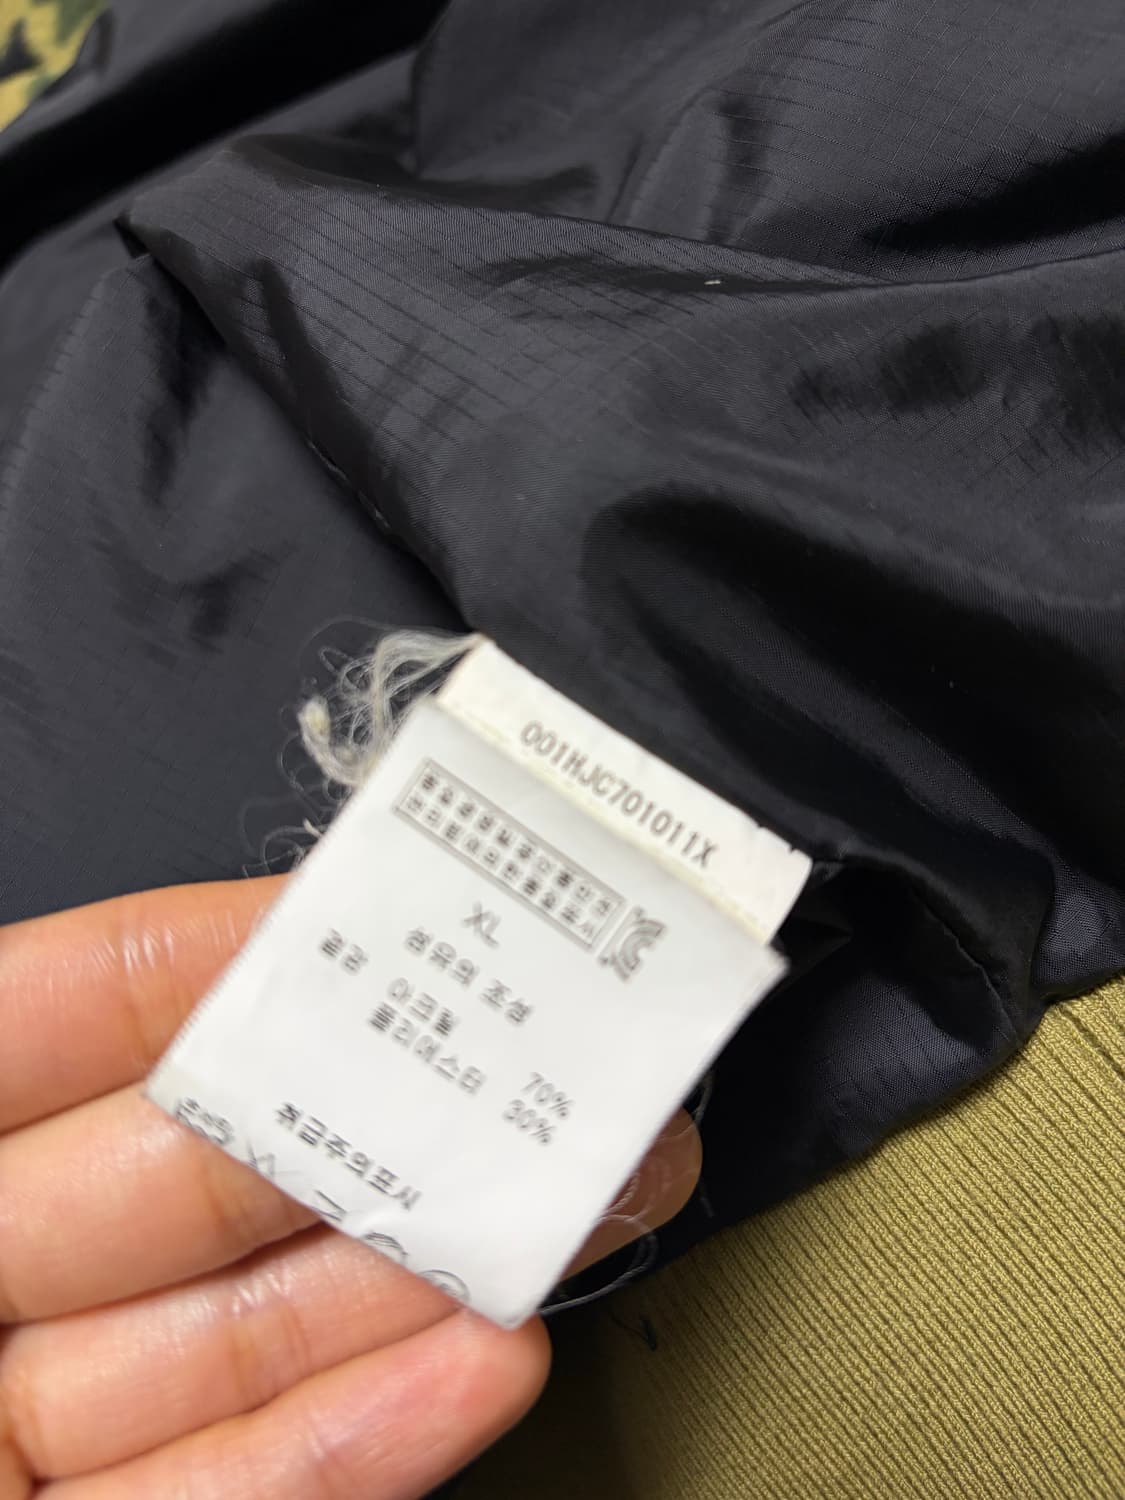 001HJC701011X
XL
섬유의 조성
겉감 아크릴 70%
폴리에스터 30%
취급주의표시